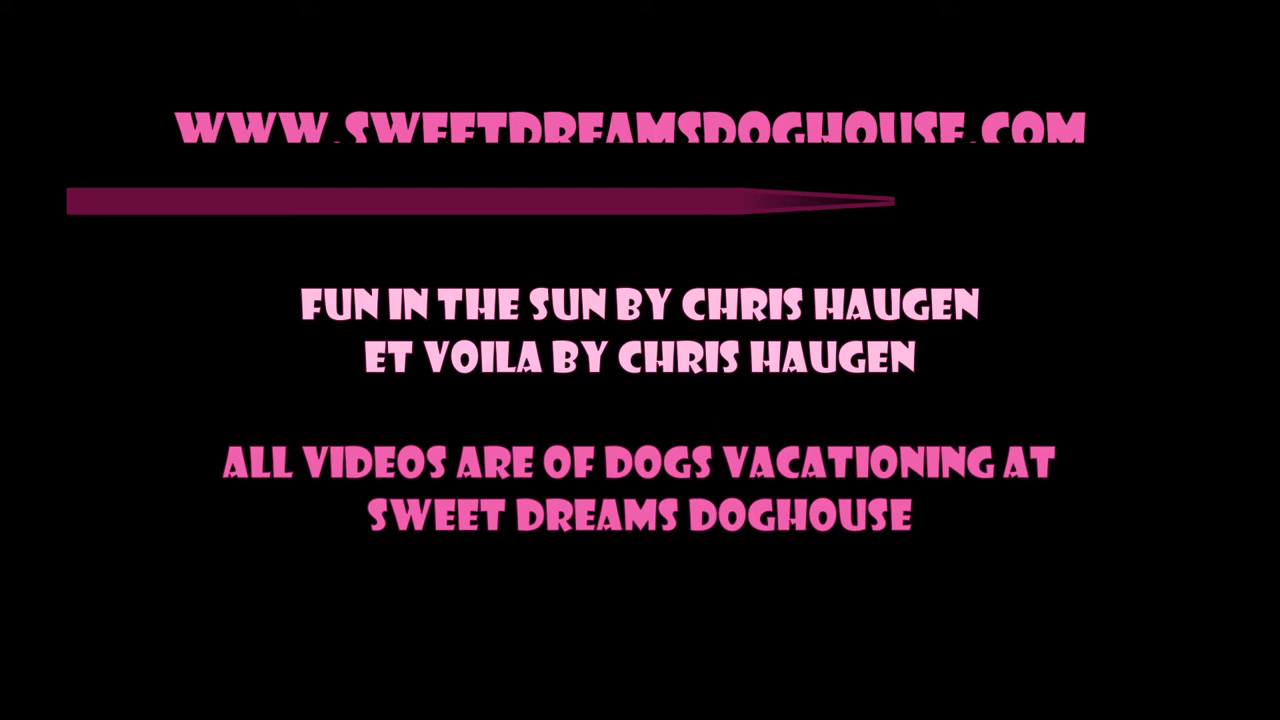 WWW.SWEETDREAMSDOGHOUSE.COM
FUN IN THE SUN BY CHRIS HAUGEN
ET VOILA BY CHRIS HAUGEN
ALL VIDEOS ARE OF DOGS VACATIONING AT
SWEET DREAMS DOGHOUSE